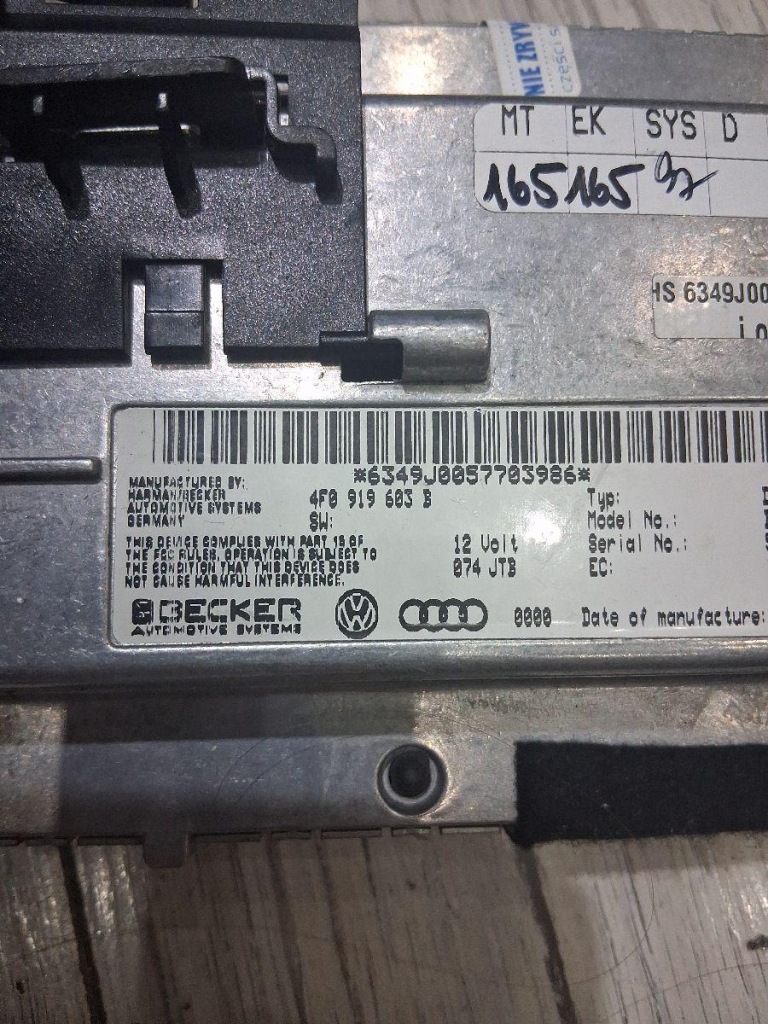 NIE ZRYW
CZĘŚCI S
MT EK SYS D
165 165
HS 6349J00
*6349J0057703986*
MANUFACTURED BY:
HARMAN/BECKER
AUTOMOTIVE SYSTEMS
GERMANY
4F0 919 603 B
SW:
THIS DEVICE COMPLIES WITH PART 15 OF
THE FCC RULES, OPERATION IS SUBJECT TO
THE CONDITION THAT THIS DEVICE DOES
NOT CAUSE HARMFUL INTERFERENCE.
12 Volt
074 JTB
Typ:
Model No.:
Serial No.:
EC:
BECKER
AUTOMOTIVE SYSTEMS
0000 Date of manufacture: